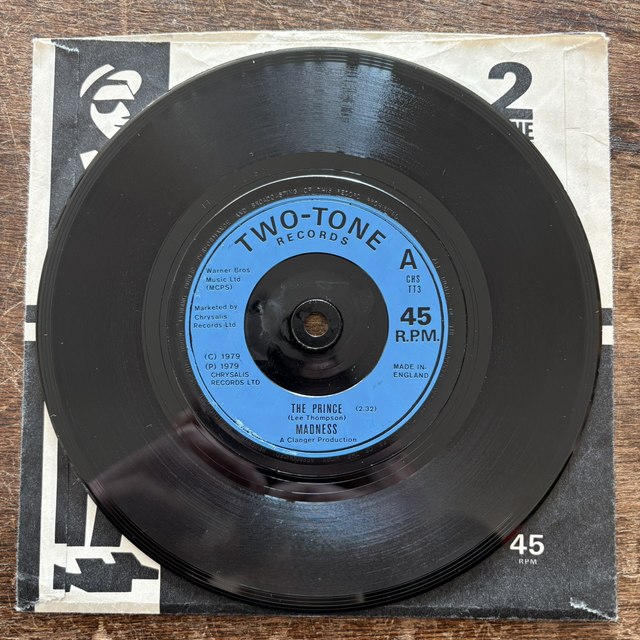 2
TWO-TONE
RECORDS
A
CHS
TT3
Warner Bros
Music Ltd
(MCPS)
Marketed by
Chrysalis
Records Ltd
45
R.P.M.
(C) 1979
(P) 1979
CHRYSALIS
RECORDS LTD
MADE IN
ENGLAND
THE PRINCE (2.32)
(Lee Thompson)
MADNESS
A Clanger Production
45
RPM